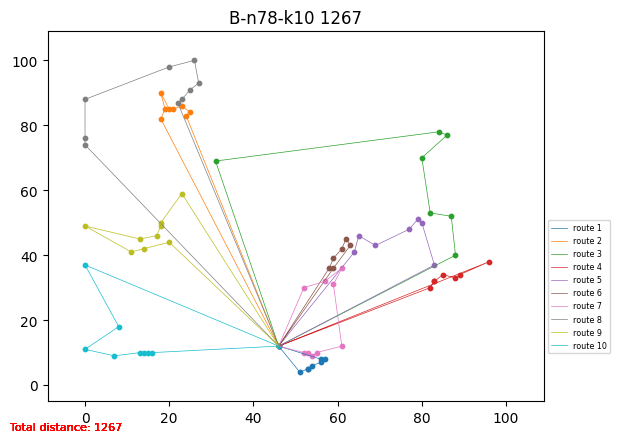 B-n78-k10 1267
100
80
60
40
20
0
0 20 40 60 80 100
route 1
route 2
route 3
route 4
route 5
route 6
route 7
route 8
route 9
route 10
Total distance: 1267